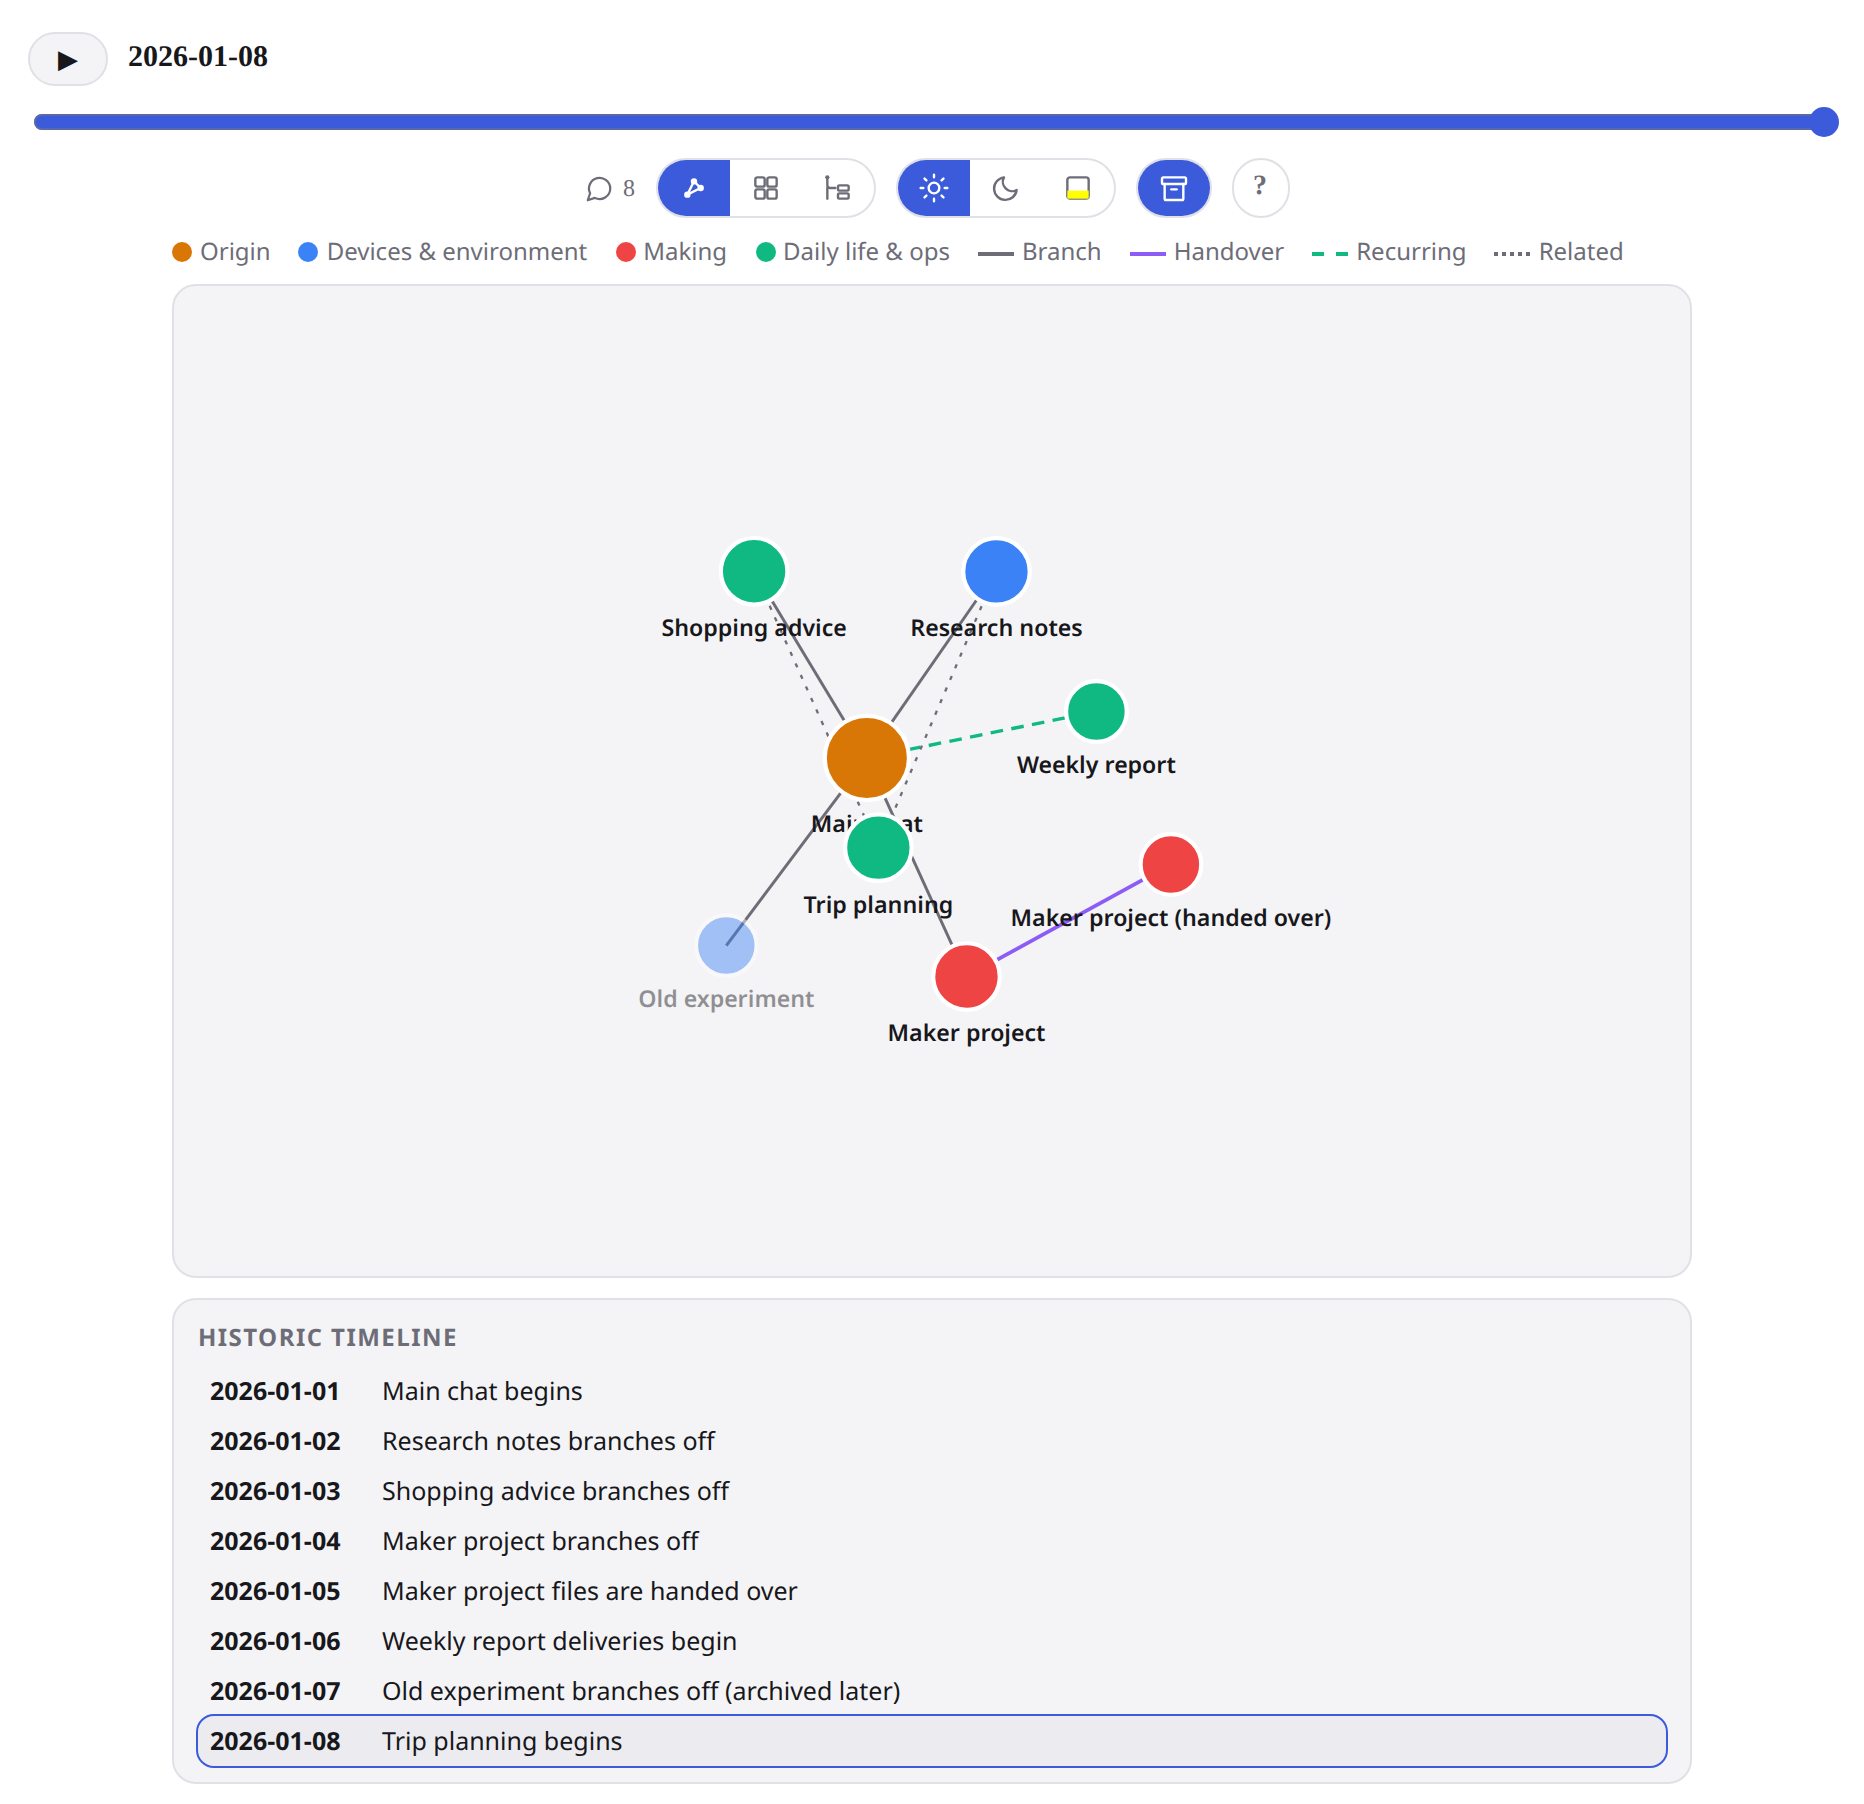 2026-01-08
8
?
Origin Devices & environment Making Daily life & ops Branch Handover Recurring Related
Shopping advice
Research notes
Weekly report
Trip planning
Maker project (handed over)
Old experiment
Maker project
HISTORIC TIMELINE
2026-01-01 Main chat begins
2026-01-02 Research notes branches off
2026-01-03 Shopping advice branches off
2026-01-04 Maker project branches off
2026-01-05 Maker project files are handed over
2026-01-06 Weekly report deliveries begin
2026-01-07 Old experiment branches off (archived later)
2026-01-08 Trip planning begins